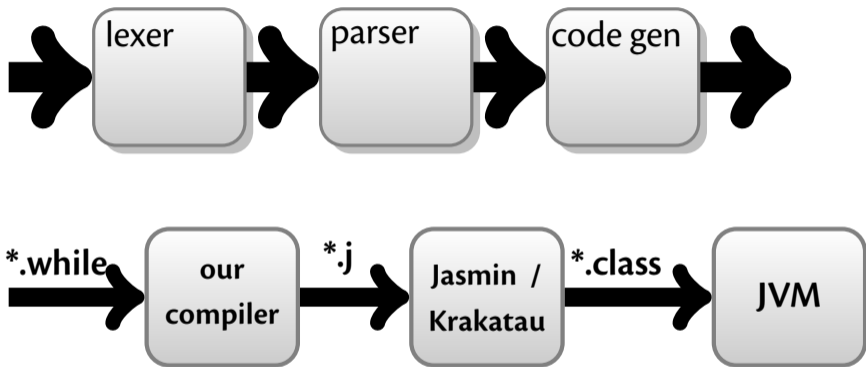 lexer
parser
code gen
*.while
our
compiler
*.j
Jasmin /
Krakatau
*.class
JVM